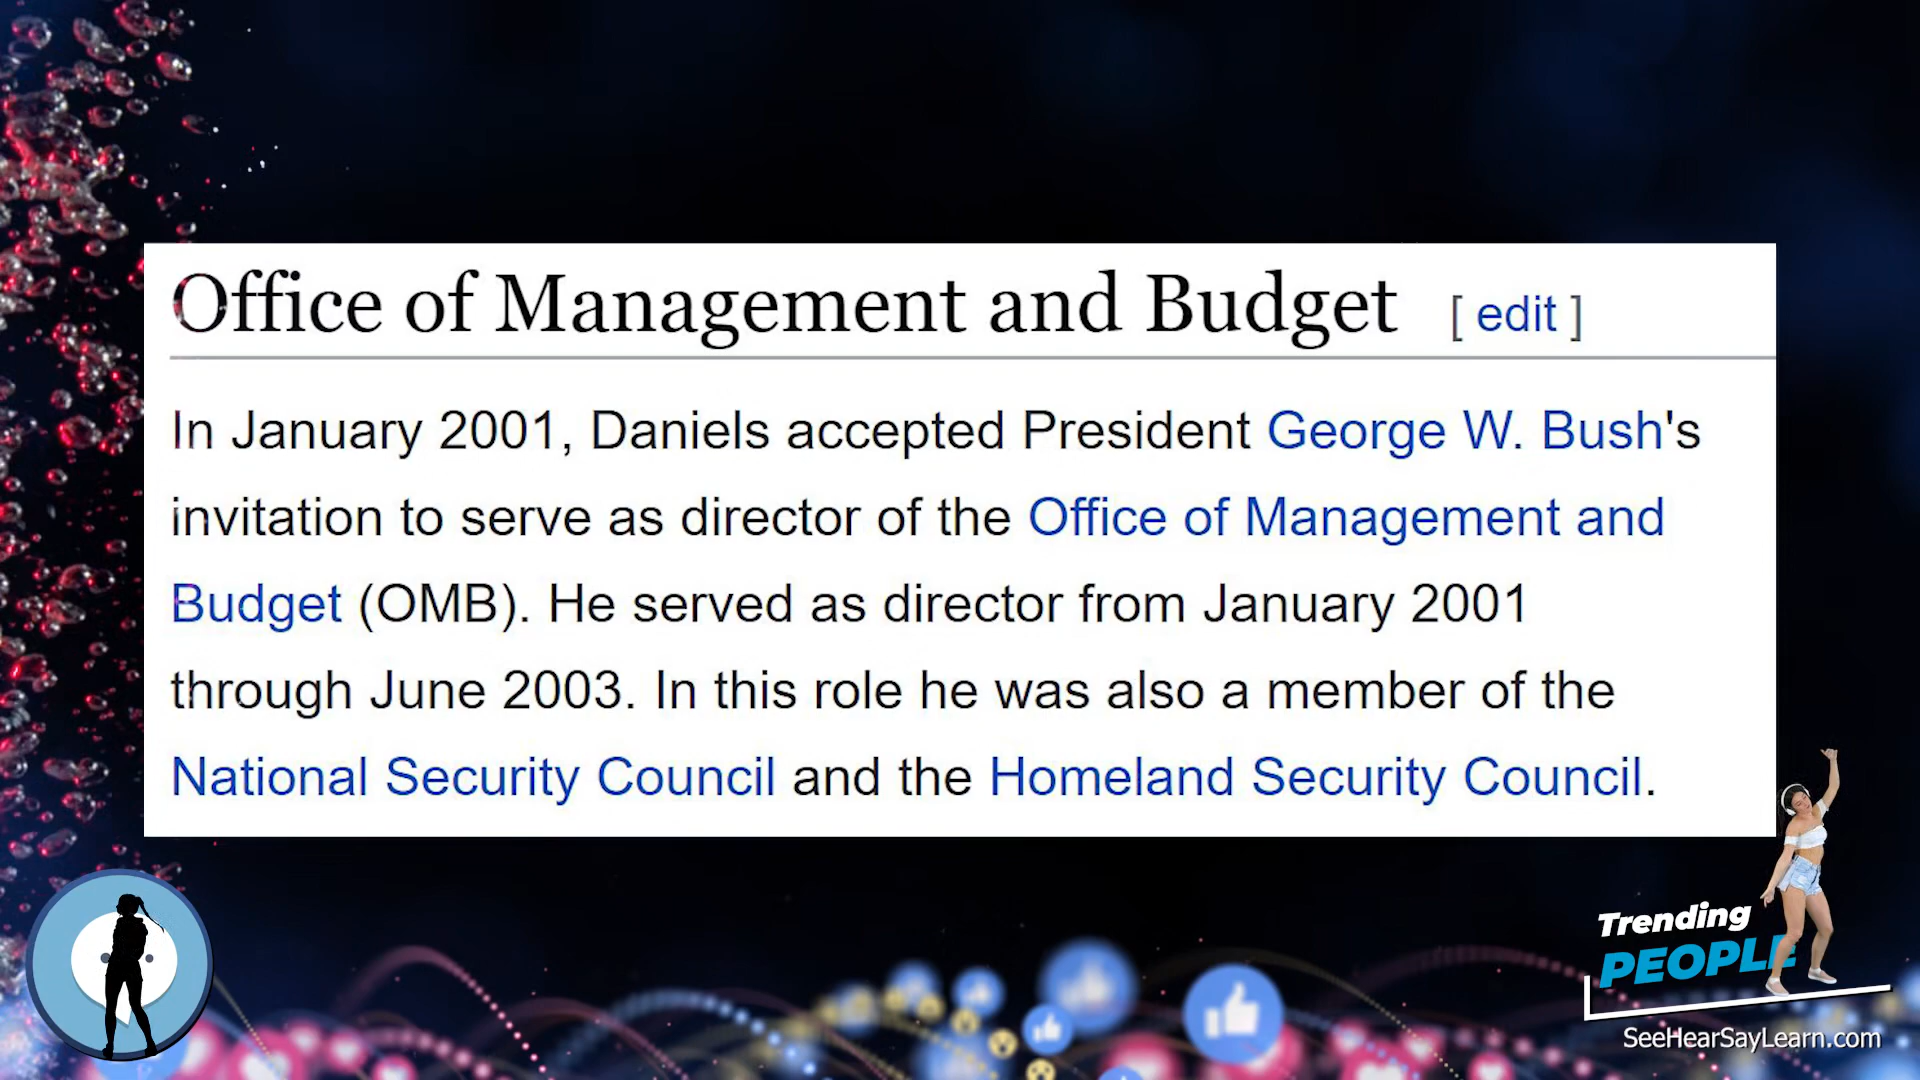 Office of Management and Budget [ edit ]
In January 2001, Daniels accepted President George W. Bush's
invitation to serve as director of the Office of Management and
Budget (OMB). He served as director from January 2001
through June 2003. In this role he was also a member of the
National Security Council and the Homeland Security Council.
Trending
PEOPLE
SeeHearSayLearn.com